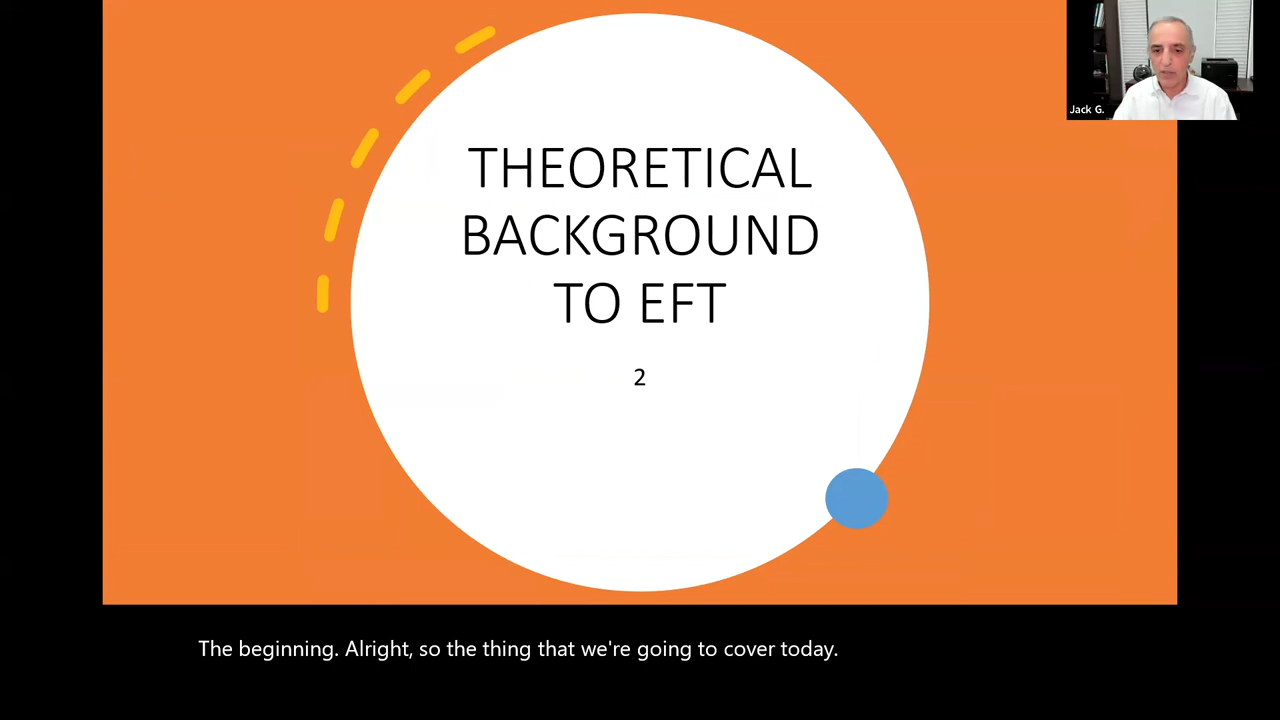 Jack G.
THEORETICAL
BACKGROUND
TO EFT
2
The beginning. Alright, so the thing that we're going to cover today.